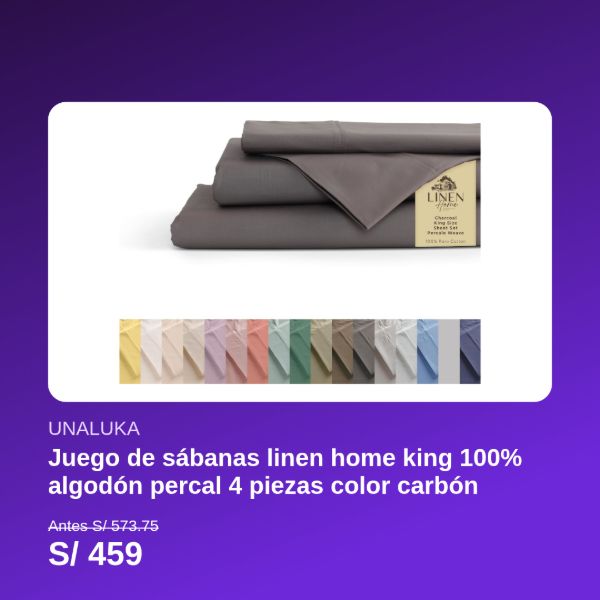 LINEN
Home
Charcoal
King Size
Sheet Set
Percale Weave
100% Pure Cotton
UNALUKA
Juego de sábanas linen home king 100%
algodón percal 4 piezas color carbón
Antes S/ 573.75
S/ 459